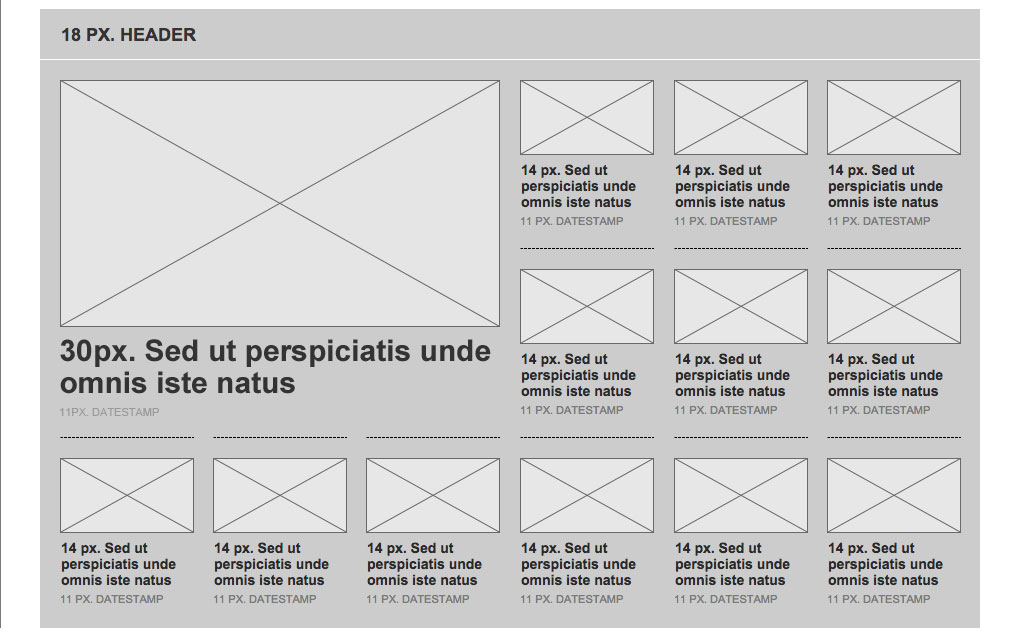 18 PX. HEADER
30px. Sed ut perspiciatis unde
omnis iste natus
11PX. DATESTAMP
14 px. Sed ut
perspiciatis unde
omnis iste natus
11 PX. DATESTAMP
14 px. Sed ut
perspiciatis unde
omnis iste natus
11 PX. DATESTAMP
14 px. Sed ut
perspiciatis unde
omnis iste natus
11 PX. DATESTAMP
14 px. Sed ut
perspiciatis unde
omnis iste natus
11 PX. DATESTAMP
14 px. Sed ut
perspiciatis unde
omnis iste natus
11 PX. DATESTAMP
14 px. Sed ut
perspiciatis unde
omnis iste natus
11 PX. DATESTAMP
14 px. Sed ut
perspiciatis unde
omnis iste natus
11 PX. DATESTAMP
14 px. Sed ut
perspiciatis unde
omnis iste natus
11 PX. DATESTAMP
14 px. Sed ut
perspiciatis unde
omnis iste natus
11 PX. DATESTAMP
14 px. Sed ut
perspiciatis unde
omnis iste natus
11 PX. DATESTAMP
14 px. Sed ut
perspiciatis unde
omnis iste natus
11 PX. DATESTAMP
14 px. Sed ut
perspiciatis unde
omnis iste natus
11 PX. DATESTAMP